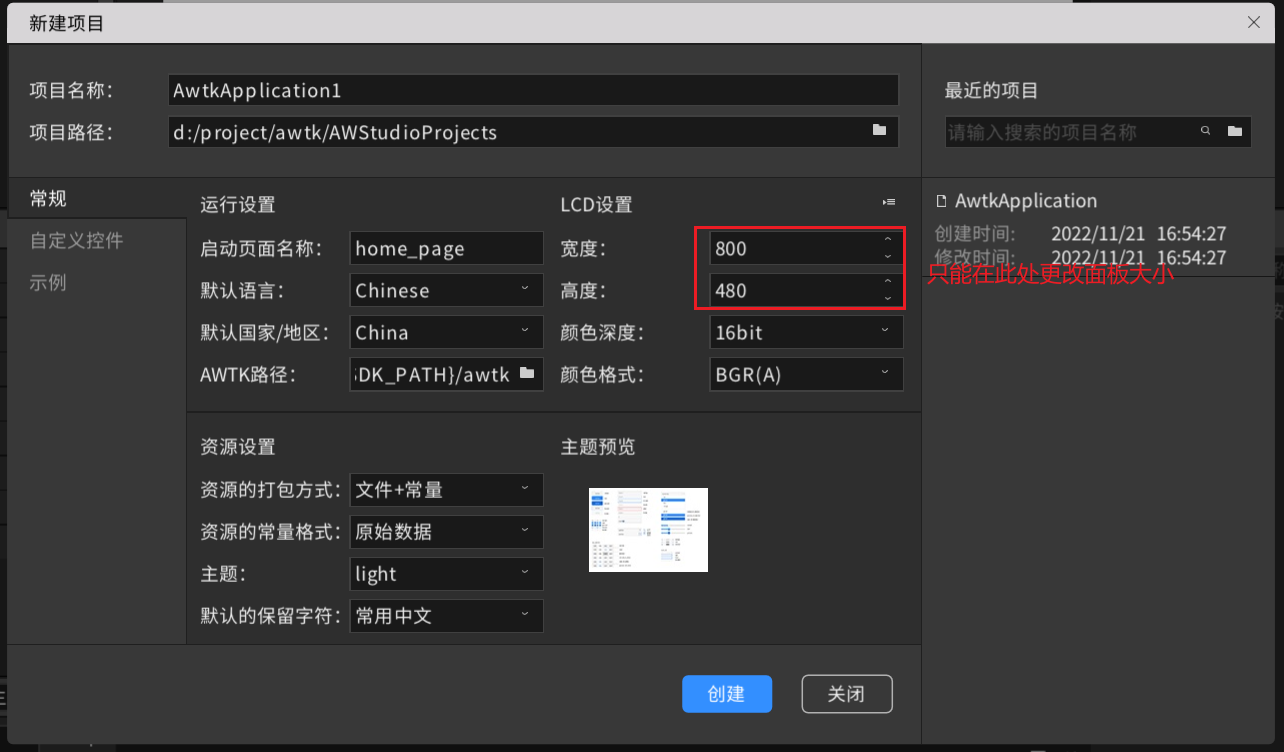 新建项目
项目名称：
AwtkApplication1
项目路径：
d:/project/awtk/AWStudioProjects
最近的项目
请输入搜索的项目名称
常规
自定义控件
示例
运行设置
启动页面名称：
home_page
默认语言：
Chinese
默认国家/地区：
China
AWTK路径：
DK_PATH}/awtk
LCD设置
宽度：
800
高度：
480
颜色深度：
16bit
颜色格式：
BGR(A)
资源设置
资源的打包方式：
文件+常量
资源的常量格式：
原始数据
主题：
light
默认的保留字符：
常用中文
主题预览
AwtkApplication
创建时间：
2022/11/21 16:54:27
修改时间：
2022/11/21 16:54:27
只能在此处更改面板大小
创建
关闭